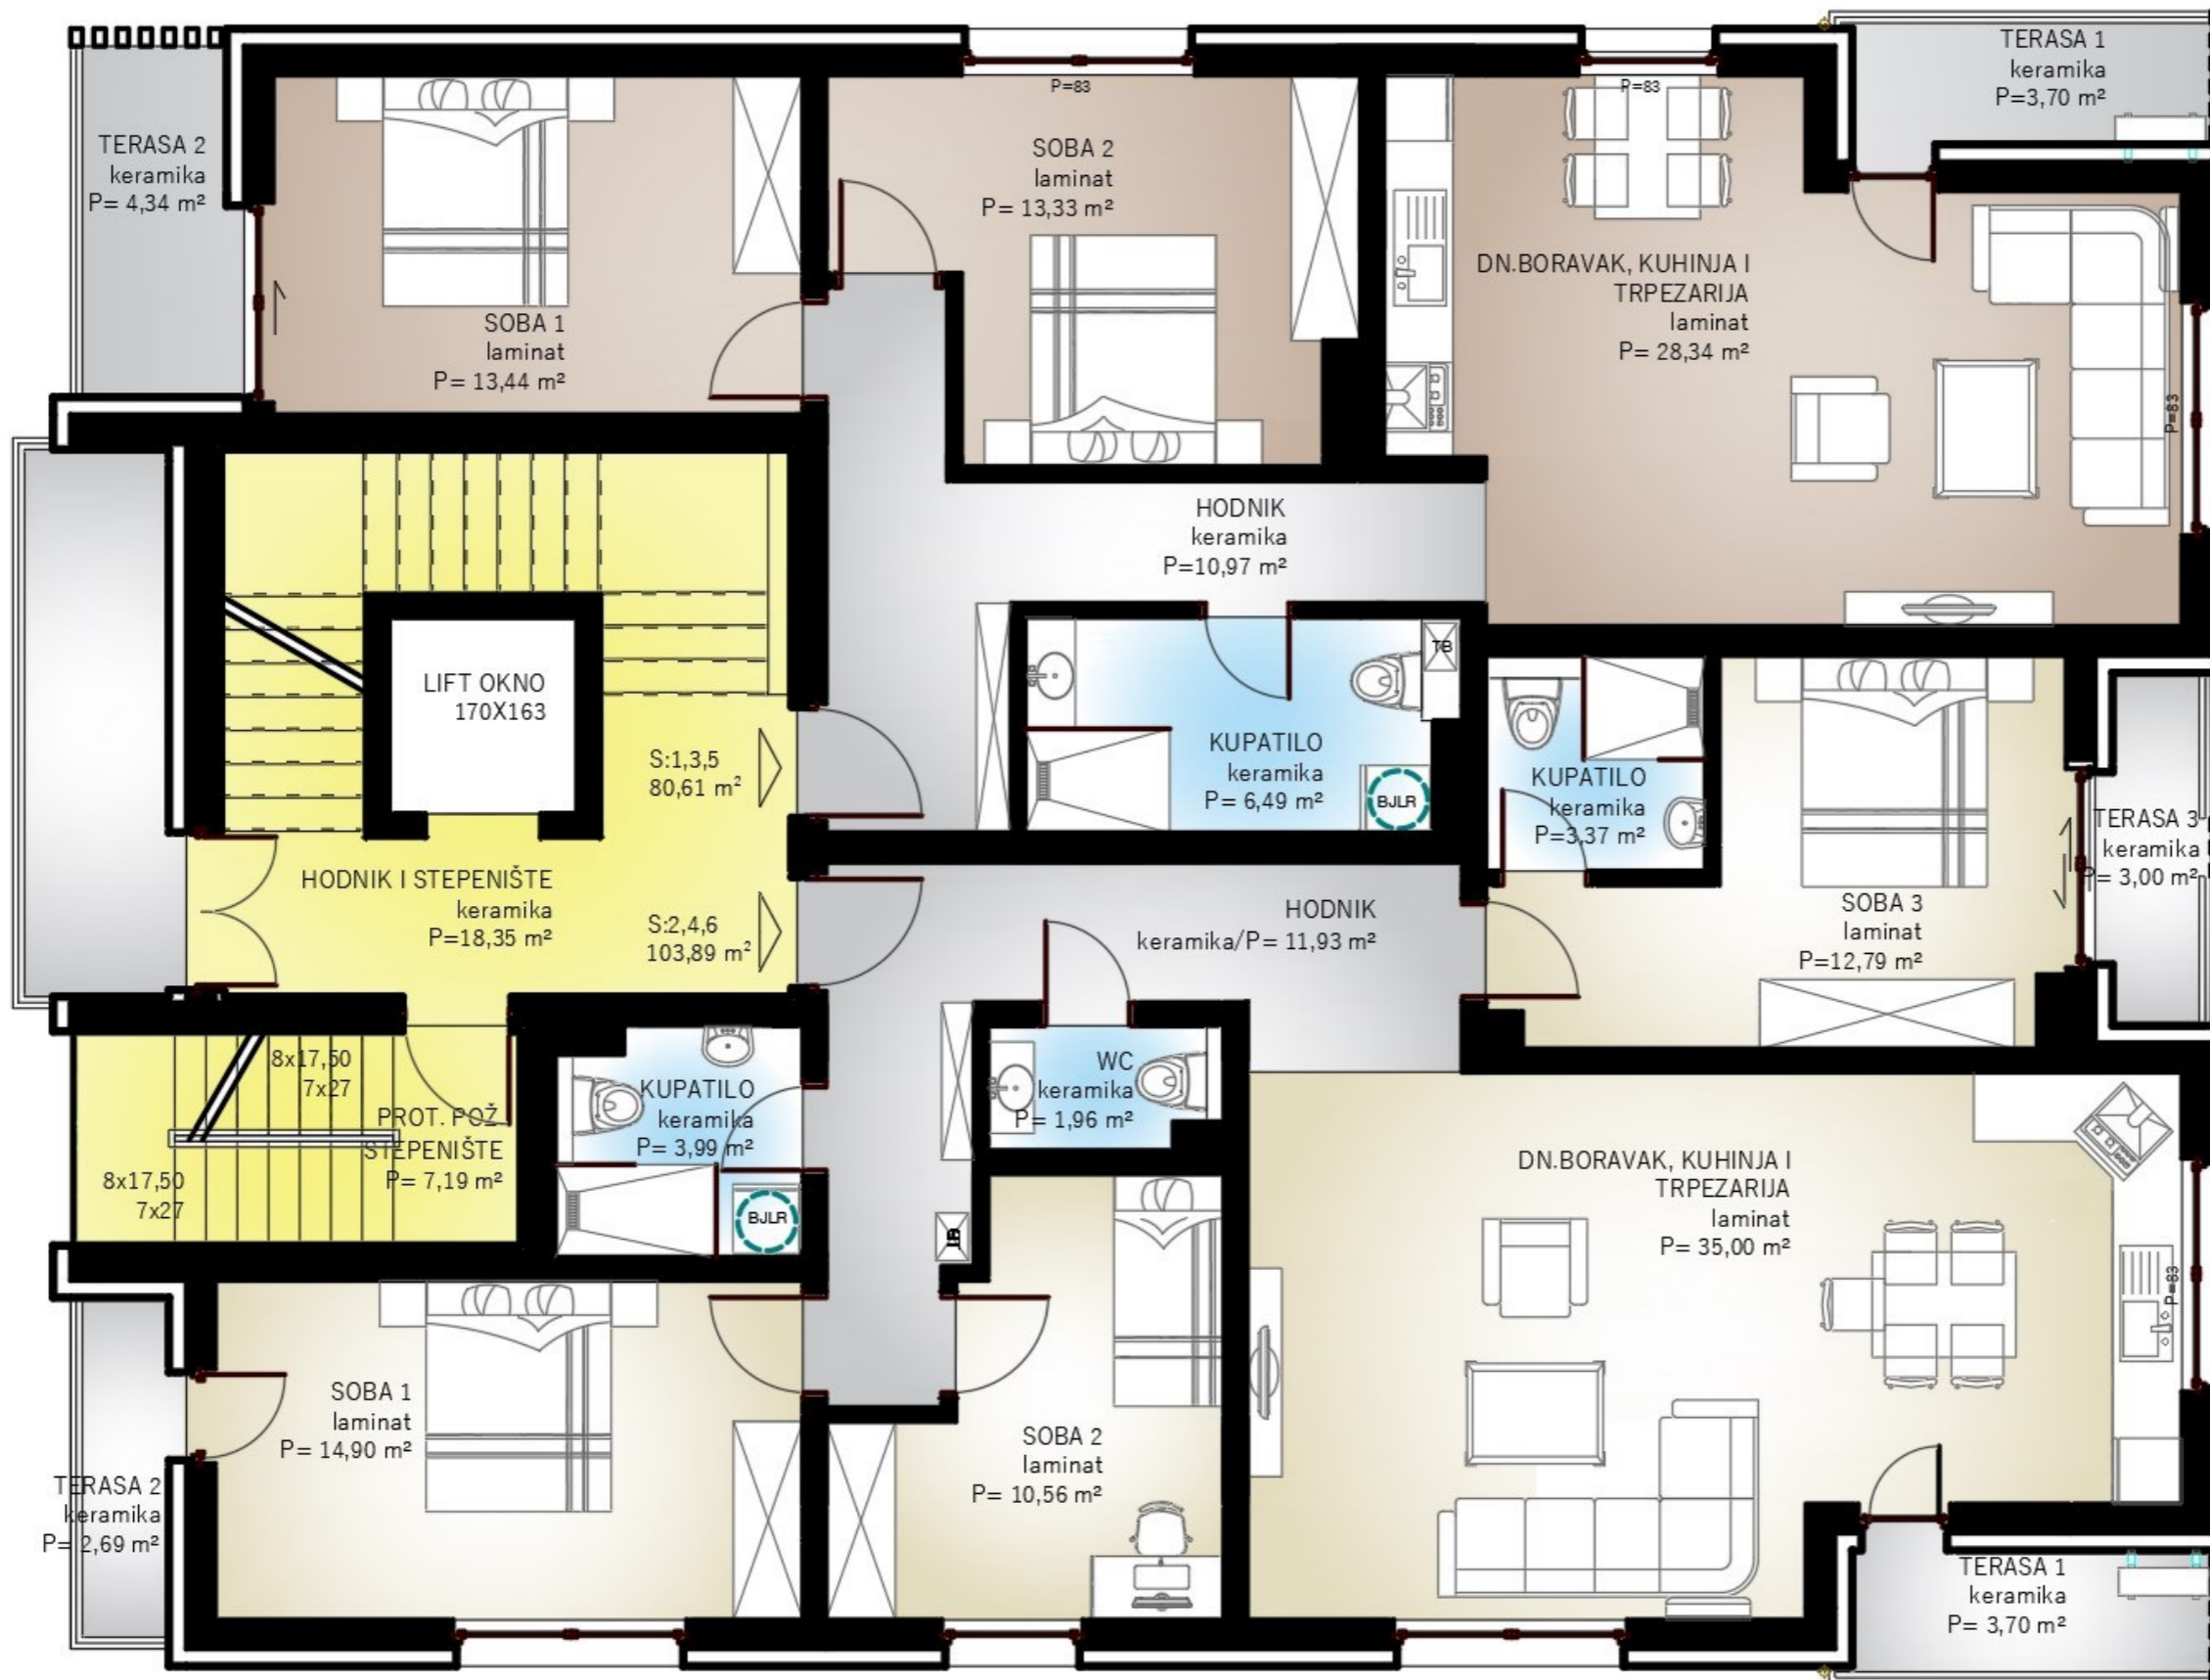 TERASA 2
keramika
P= 4,34 m²
SOBA 1
laminat
P= 13,44 m²
P=83
SOBA 2
laminat
P= 13,33 m²
P=83
DN.BORAVAK, KUHINJA I
TRPEZARIJA
laminat
P= 28,34 m²
P=83
TERASA 1
keramika
P=3,70 m²
HODNIK
keramika
P=10,97 m²
LIFT OKNO
170X163
S:1,3,5
80,61 m²
KUPATILO
keramika
P= 6,49 m²
TB
BJLR
KUPATILO
keramika
P=3,37 m²
SOBA 3
laminat
P=12,79 m²
TERASA 3
keramika
P= 3,00 m²
HODNIK I STEPENIŠTE
keramika
P=18,35 m²
S:2,4,6
103,89 m²
HODNIK
keramika/P= 11,93 m²
8x17,50
7x27
PROT. POŽ.
STEPENIŠTE
P= 7,19 m²
8x17,50
7x27
KUPATILO
keramika
P= 3,99 m²
BJLR
WC
keramika
P= 1,96 m²
DN.BORAVAK, KUHINJA I
TRPEZARIJA
laminat
P= 35,00 m²
P=83
SOBA 1
laminat
P= 14,90 m²
SOBA 2
laminat
P= 10,56 m²
TERASA 2
keramika
P= 2,69 m²
TERASA 1
keramika
P= 3,70 m²